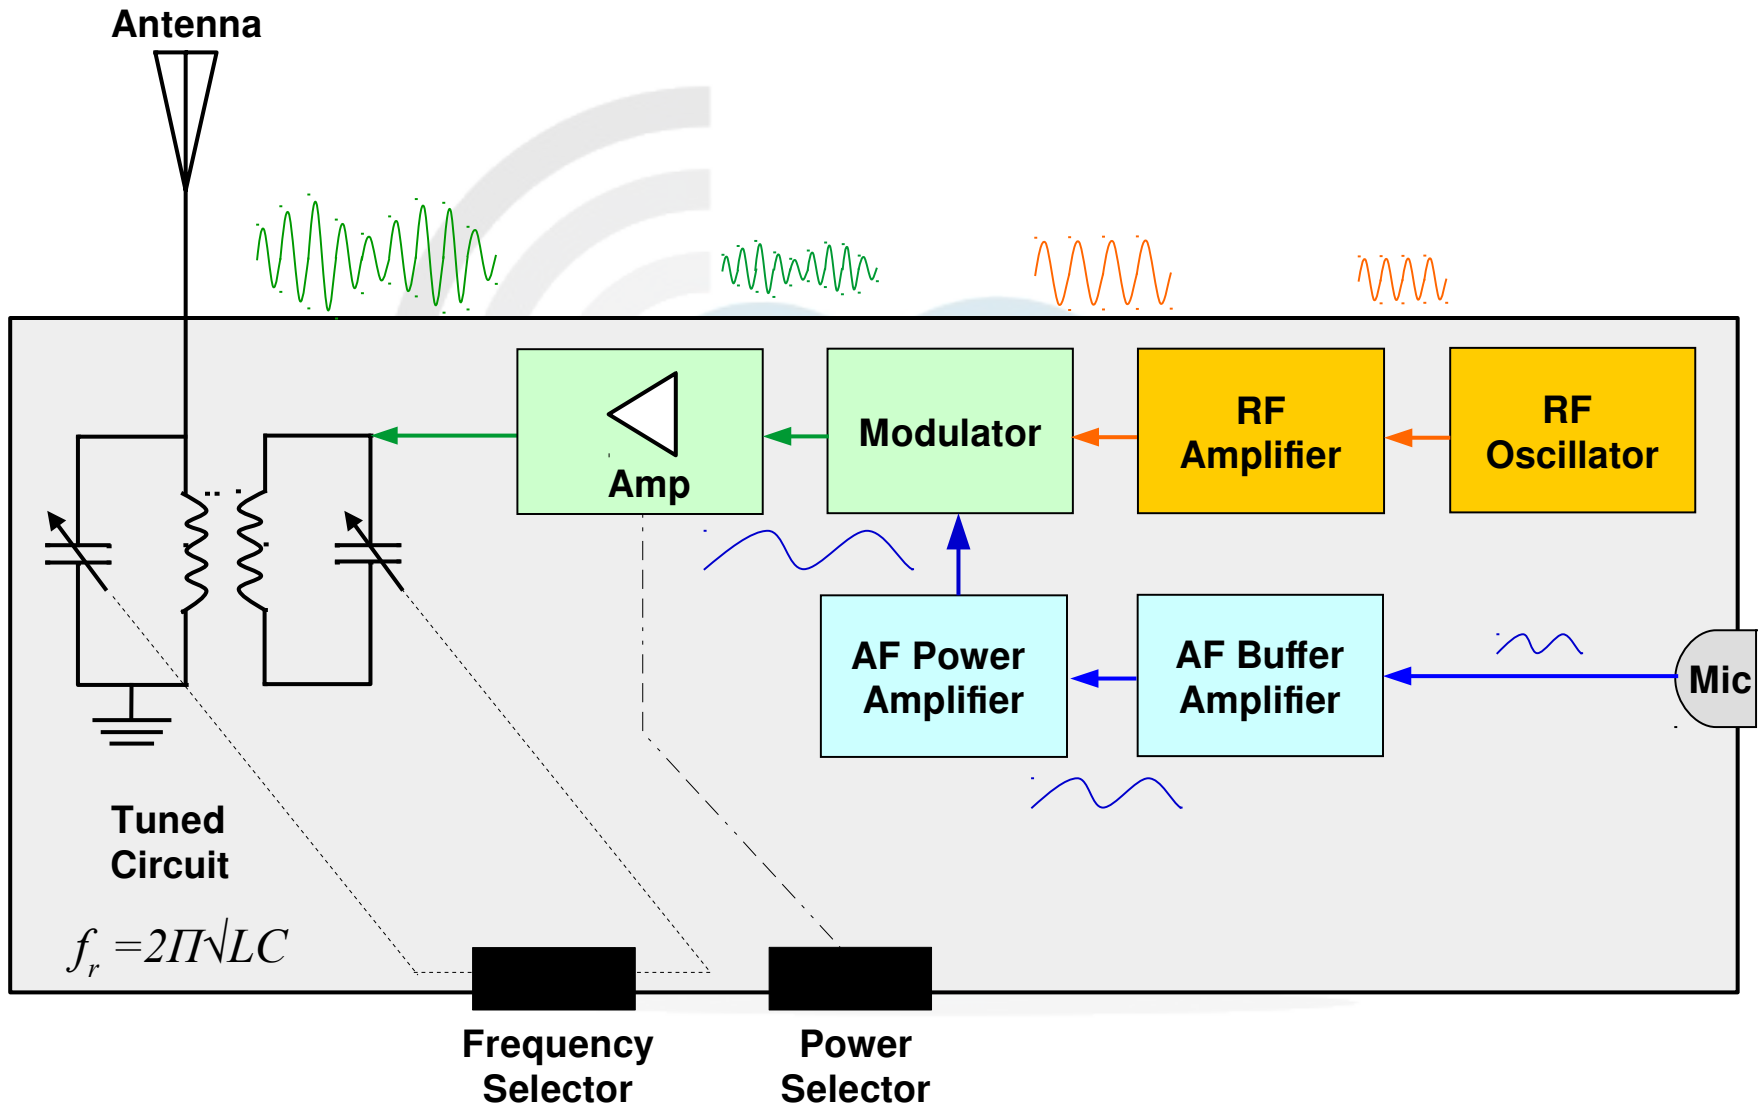 Antenna
Amp
Modulator
RF
Amplifier
RF
Oscillator
AF Power
Amplifier
AF Buffer
Amplifier
Mic
Tuned
Circuit
fr =2Π√LC
Frequency
Selector
Power
Selector